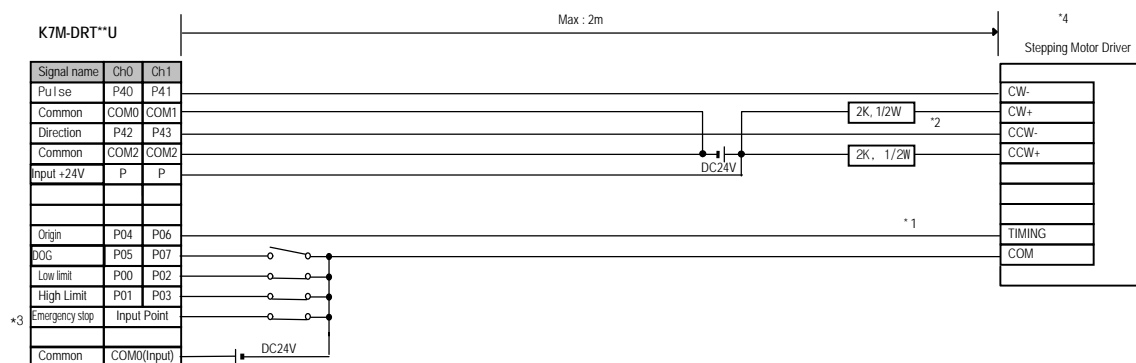 Max : 2m
*4
K7M-DRT**U
Stepping Motor Driver
Signal name Ch0 Ch1
Pulse P40 P41 CW-
Common COM0 COM1 2K, 1/2W CW+
*2
Direction P42 P43 CCW-
Common COM2 COM2 2K, 1/2W CCW+
Input +24V P P DC24V
*1
Origin P04 P06 TIMING
DOG P05 P07 COM
Low limit P00 P02
High Limit P01 P03
*3 Emergency stop Input Point
Common COM0(Input) DC24V